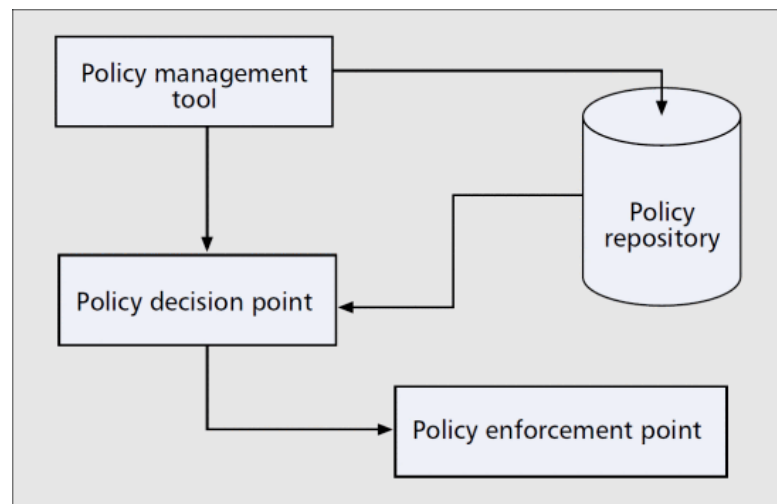 Policy management
tool
Policy
repository
Policy decision point
Policy enforcement point